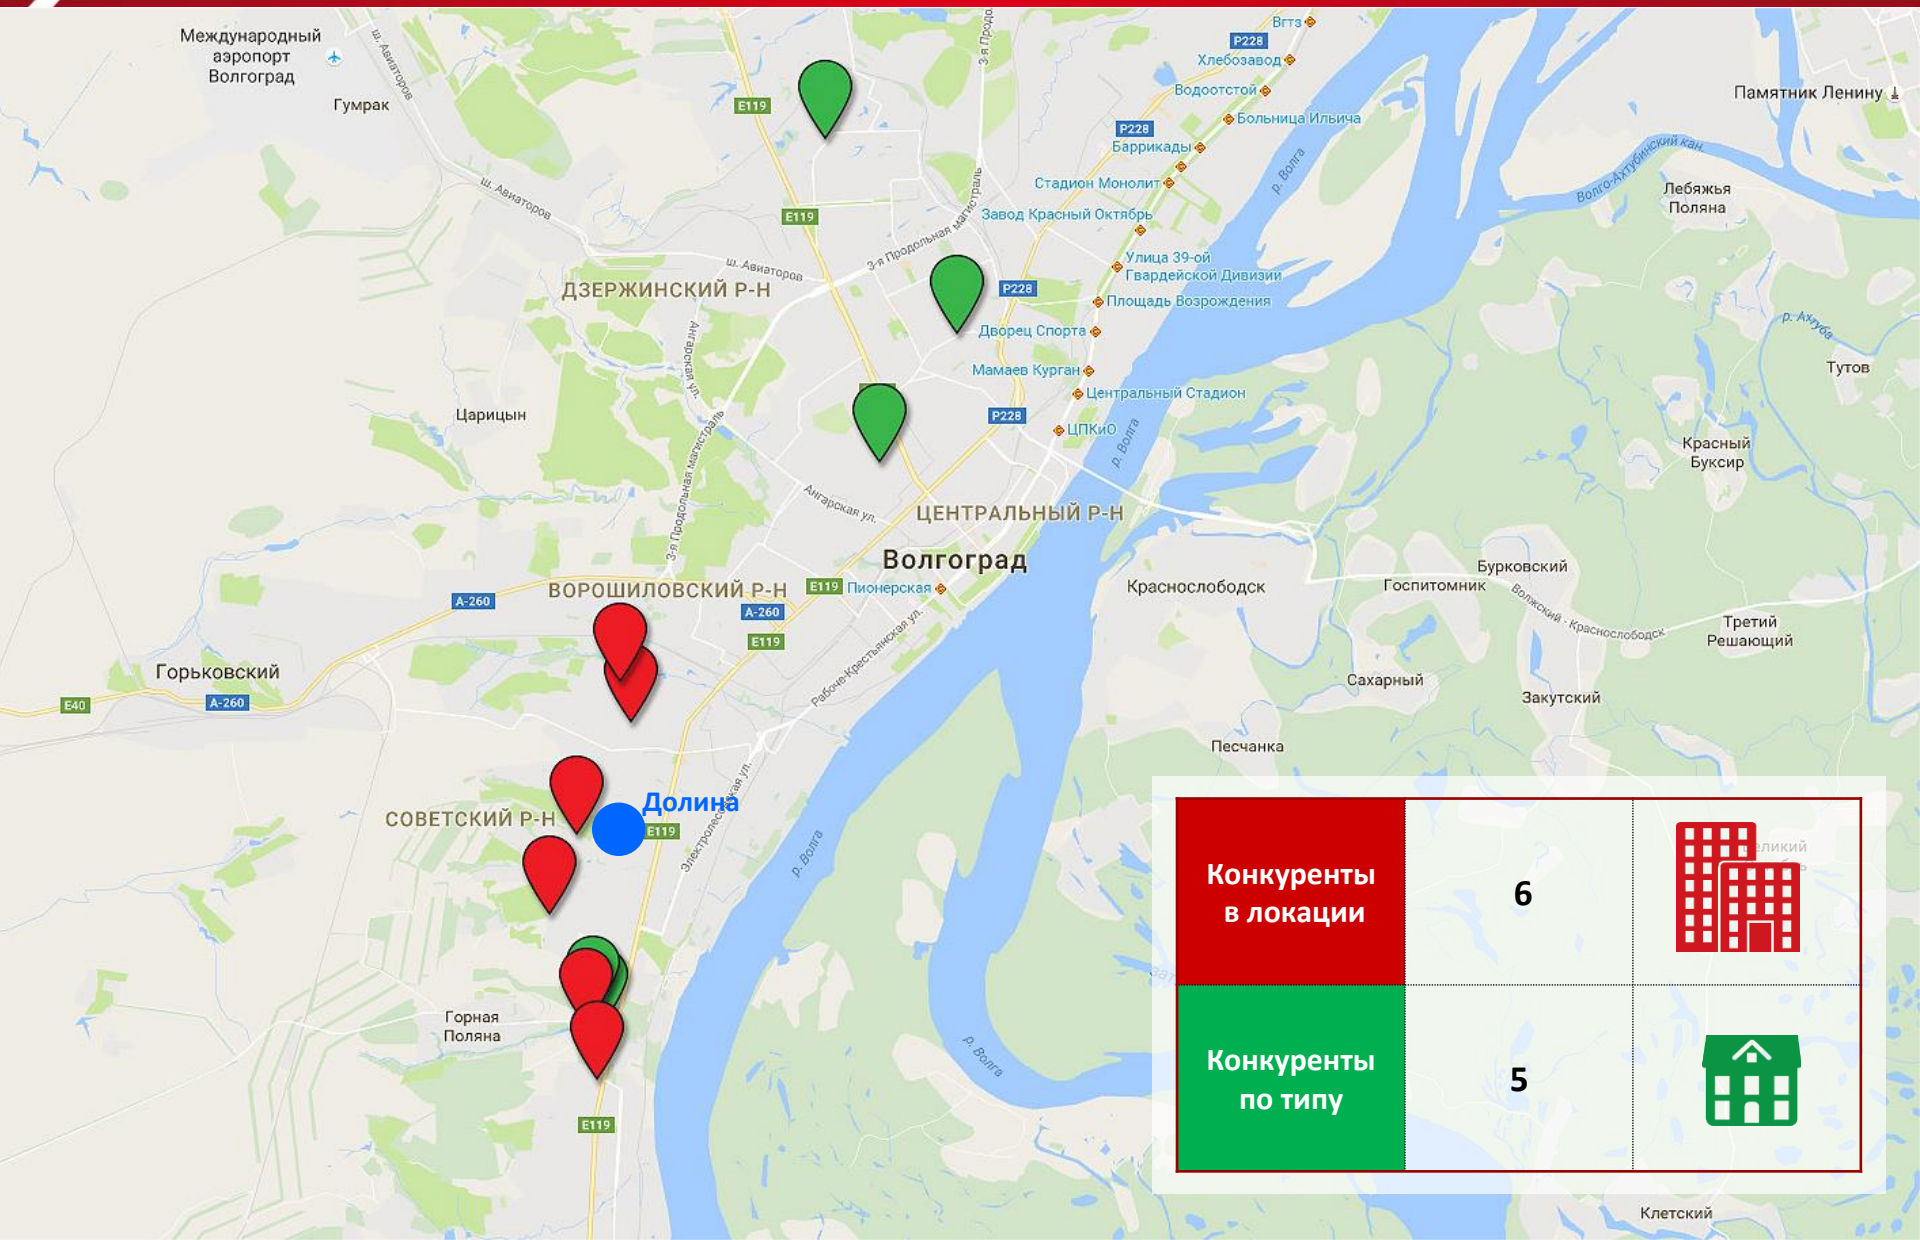 Международный
аэропорт
Волгоград
Гумрак
ш. Авиаторов
3-я Продо
Вгтз
P228
Хлебозавод
Водоотстой
E119
P228
Больница Ильича
Баррикады
Памятник Ленину
Волго-Ахтубинский кан.
р. Волга
Стадион Монолит
Лебяжья
Поляна
ш. Авиаторов
E119
Завод Красный Октябрь
3-я Продольная магистраль
Улица 39-ой
Гвардейской Дивизии
ш. Авиаторов
ДЗЕРЖИНСКИЙ Р-Н
P228
Площадь Возрождения
р. Ахтуба
Дворец Спорта
Ангарская ул.
Мамаев Курган
Тутов
Центральный Стадион
Царицын
P228
ЦПКиО
р. Волга
Красный
Буксир
3-я Продольная магистраль
Ангарская ул.
ЦЕНТРАЛЬНЫЙ Р-Н
Волгоград
Бурковский
ВОРОШИЛОВСКИЙ Р-Н
E119
Пионерская
Краснослободск
Госпитомник
A-260
A-260
Волжский - Краснослободск
Третий
Решающий
E119
Рабоче-Крестьянская ул.
Горьковский
Сахарный
Закутский
E40
A-260
Песчанка
Долина
СОВЕТСКИЙ Р-Н
E119
Электролесовская ул.
р. Волга
Конкуренты
в локации
6
еликий
Горная
Поляна
р. Волга
Конкуренты
по типу
5
E119
Клетский